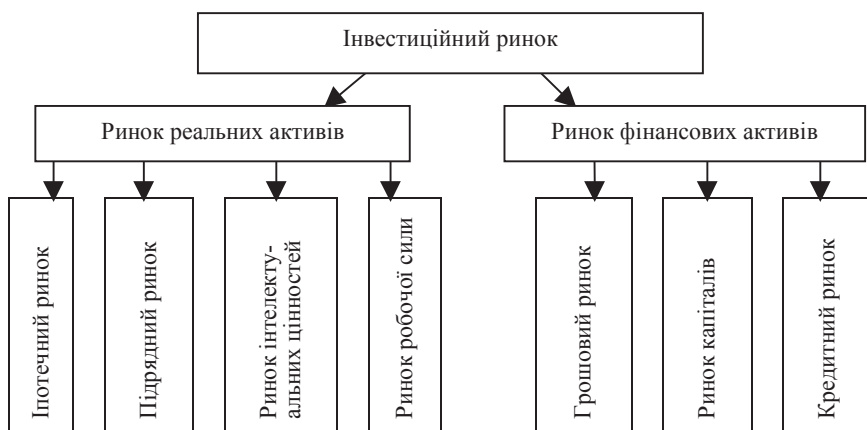 Інвестиційний ринок
Ринок реальних активів
Ринок фінансових активів
Іпотечний ринок
Підрядний ринок
Ринок інтелекту-
альних цінностей
Ринок робочої сили
Грошовий ринок
Ринок капіталів
Кредитний ринок